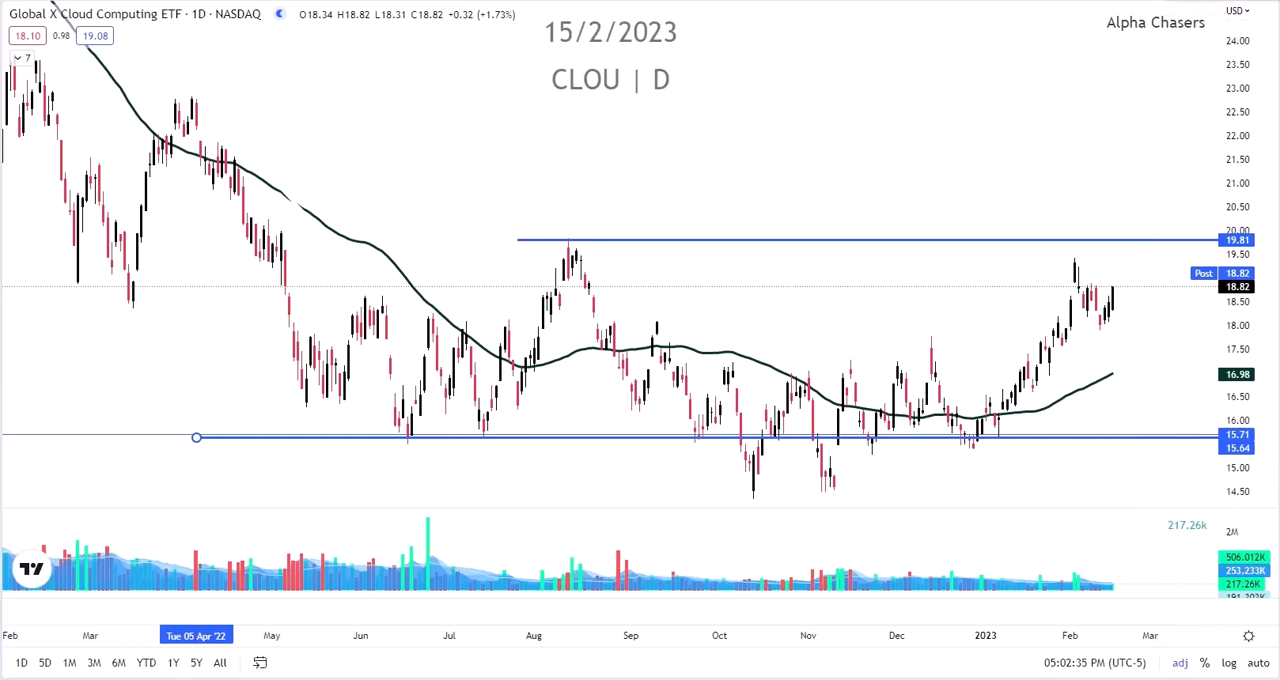 Global X Cloud Computing ETF · 1D · NASDAQ
O18.34 H18.82 L18.31 C18.82 +0.32 (+1.73%)
18.10 0.98 19.08
7
15/2/2023
CLOU | D
Alpha Chasers
USD
24.00
23.50
23.00
22.50
22.00
21.50
21.00
20.50
20.00
19.81
19.50
Post 18.82
18.82
18.50
18.00
17.50
16.98
16.50
16.00
15.71
15.64
15.00
14.50
217.26k
2M
506.012K
253.233K
217.26K
191.202K
Feb Mar Tue 05 Apr '22 May Jun Jul Aug Sep Oct Nov Dec 2023 Feb Mar
1D 5D 1M 3M 6M YTD 1Y 5Y All
05:02:35 PM (UTC-5) adj % log auto